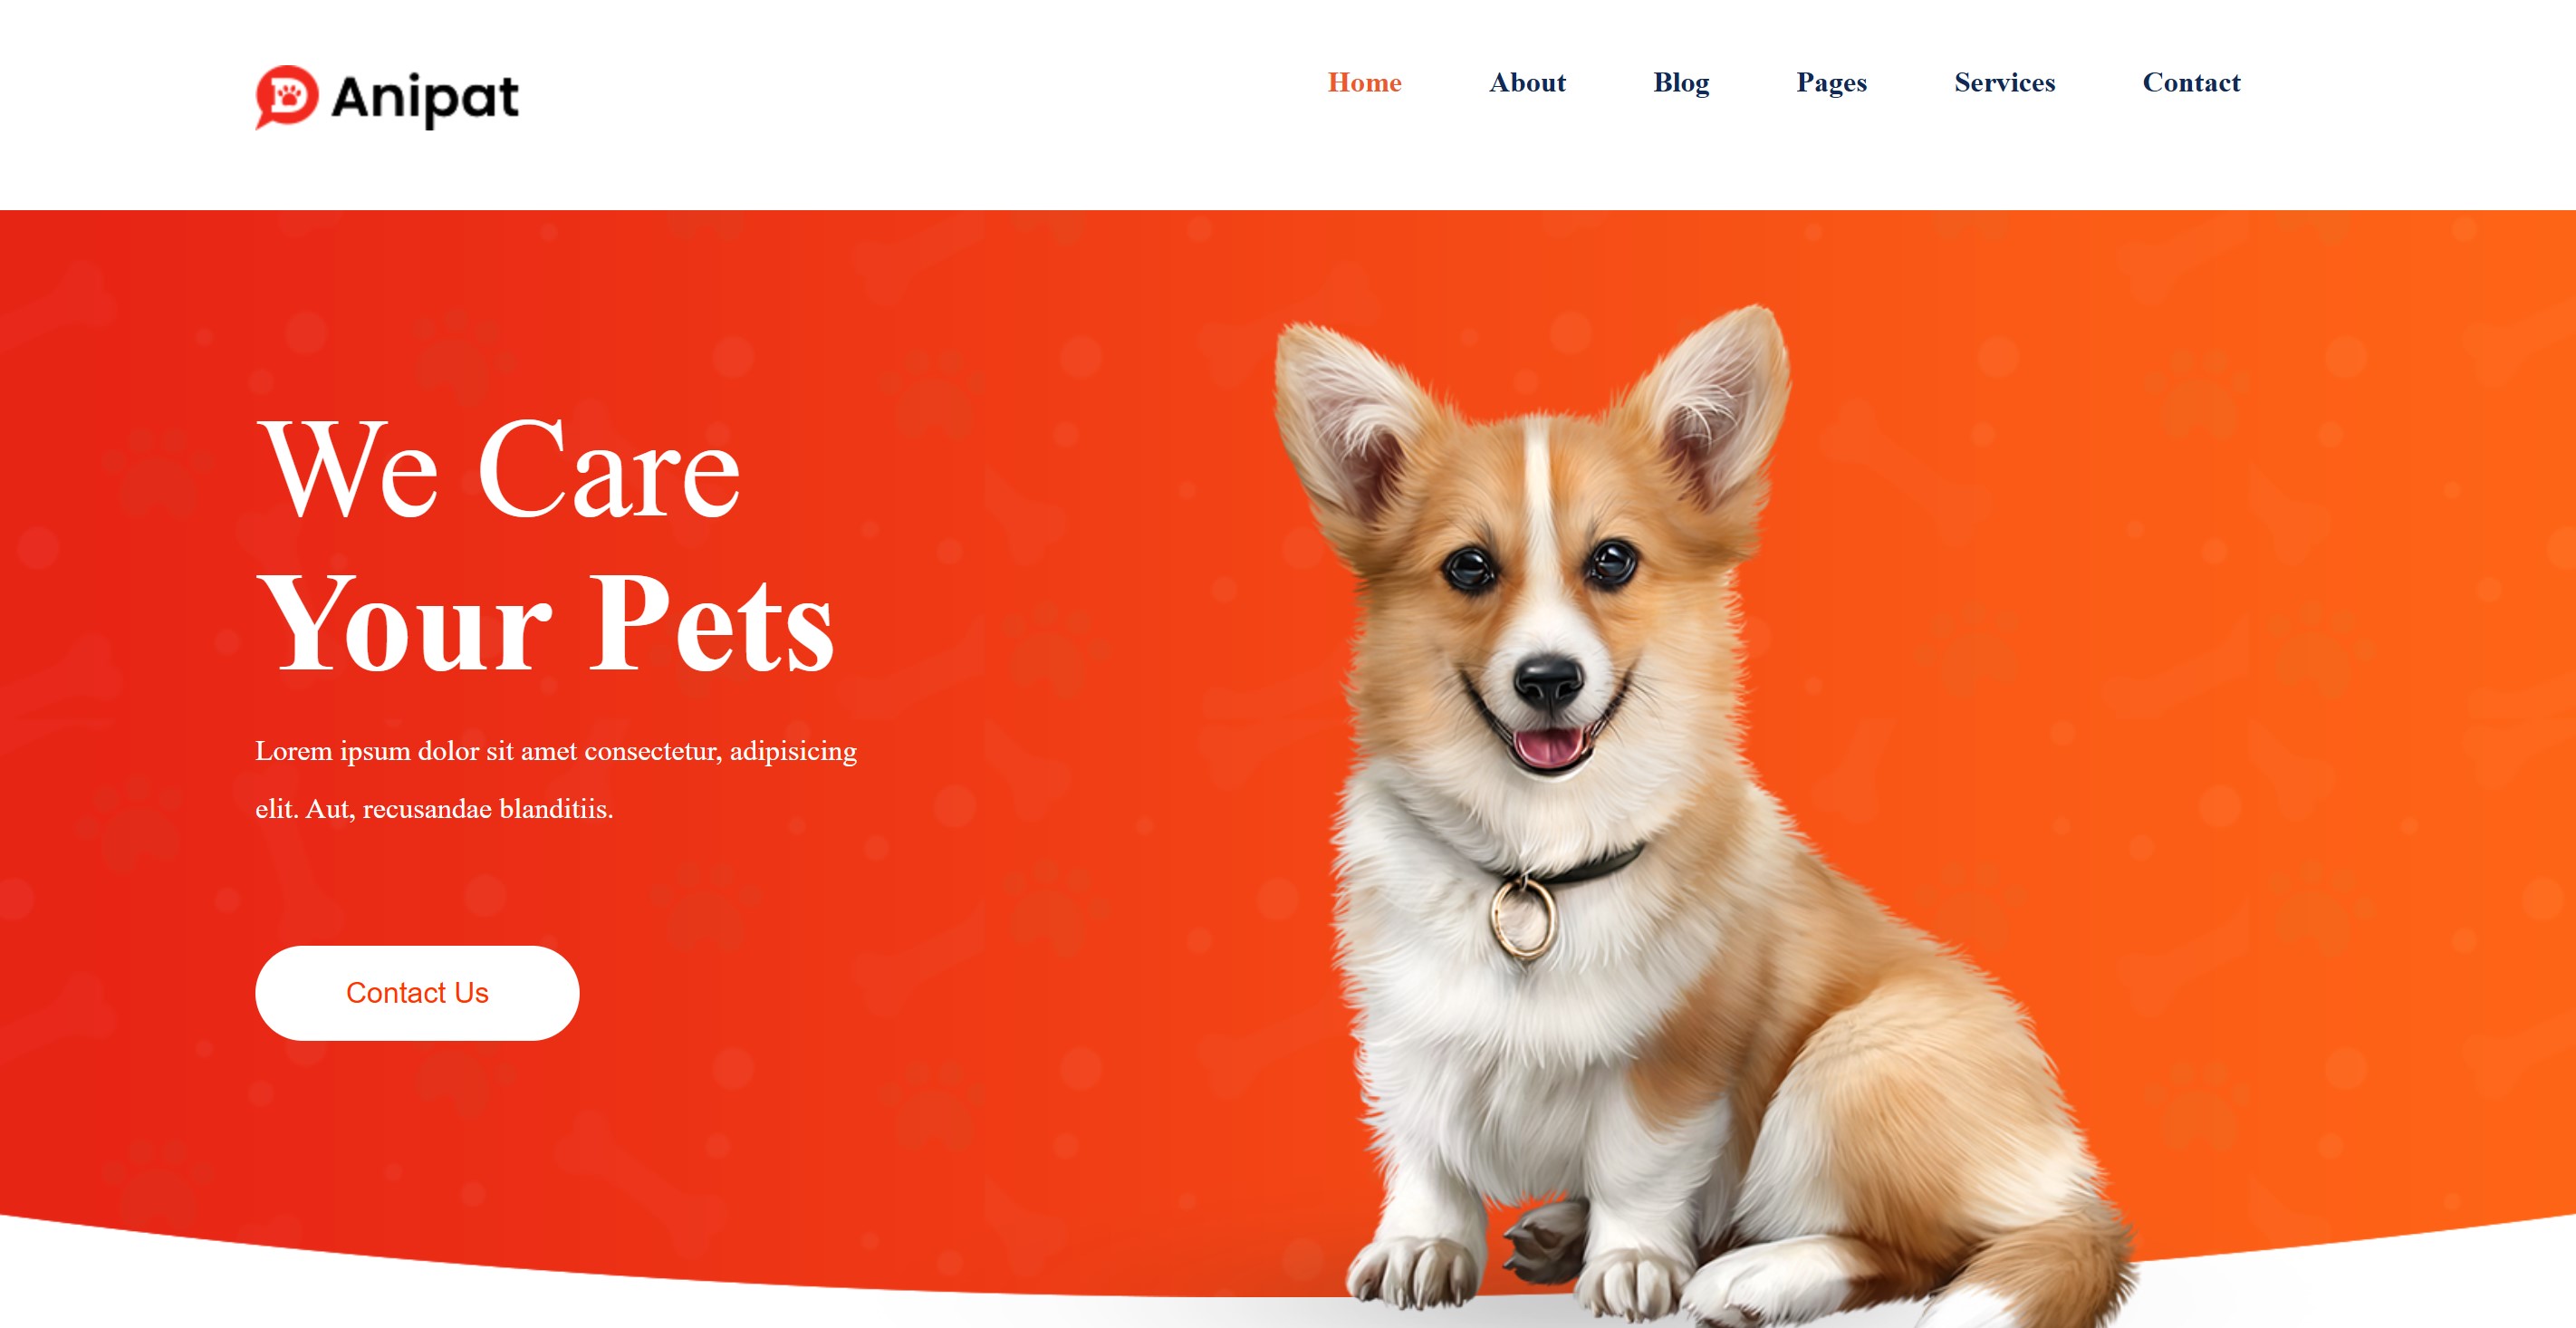 Anipat
Home About Blog Pages Services Contact
We Care
Your Pets
Lorem ipsum dolor sit amet consectetur, adipisicing
elit. Aut, recusandae blanditiis.
Contact Us